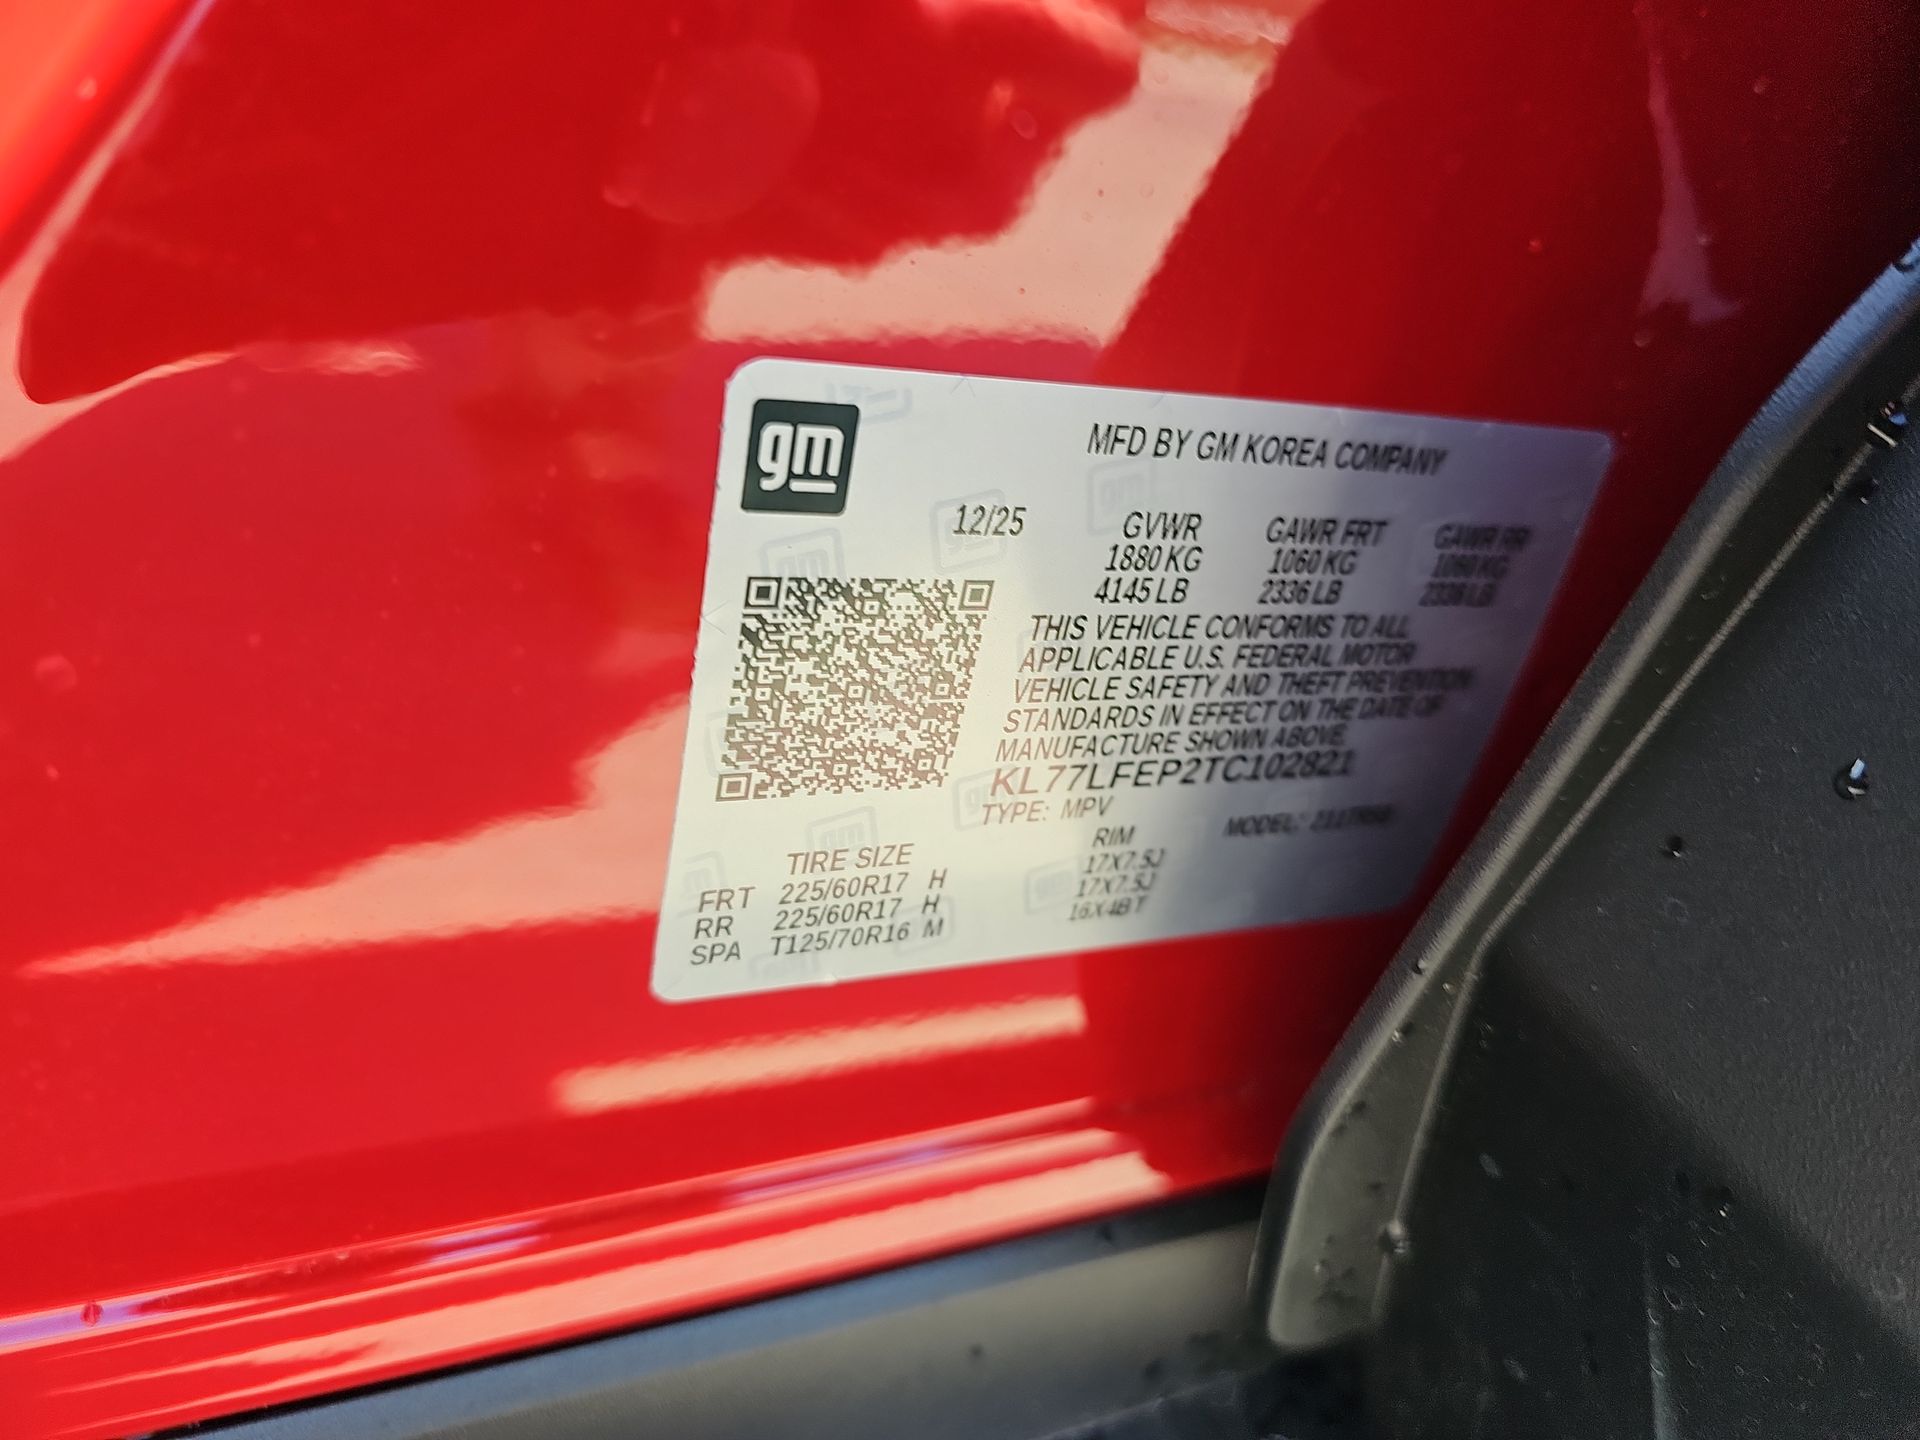 gm
MFD BY GM KOREA COMPANY
12/25 GVWR GAWR FRT GAWR RR
1880 KG 1060 KG 1060 KG
4145 LB 2336 LB 2336 LB
THIS VEHICLE CONFORMS TO ALL
APPLICABLE U.S. FEDERAL MOTOR
VEHICLE SAFETY AND THEFT PREVENTION
STANDARDS IN EFFECT ON THE DATE OF
MANUFACTURE SHOWN ABOVE.
KL77LFEP2TC102821
TYPE: MPV MODEL:
TIRE SIZE RIM
FRT 225/60R17 H 17X7.5J
RR 225/60R17 H 17X7.5J
SPA T125/70R16 M 16X4BT